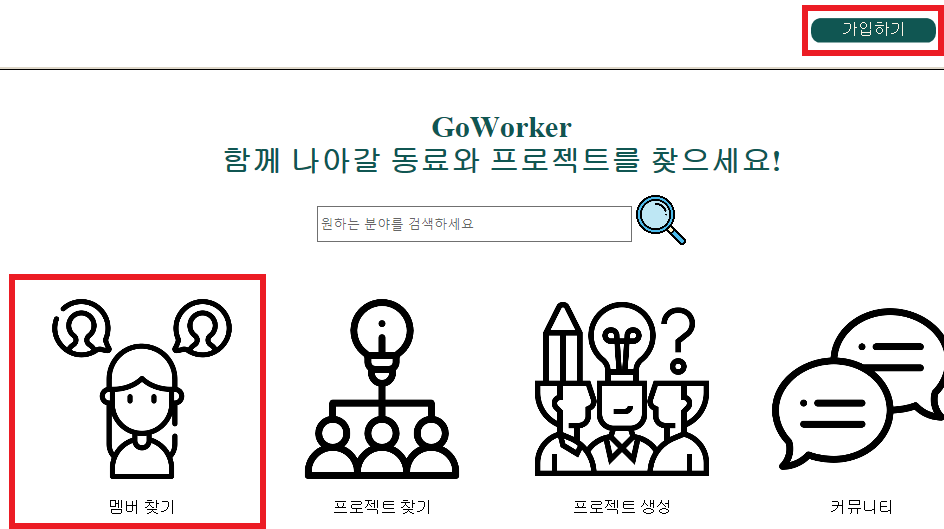 가입하기
GoWorker
함께 나아갈 동료와 프로젝트를 찾으세요!
원하는 분야를 검색하세요
멤버 찾기
프로젝트 찾기
프로젝트 생성
커뮤니티